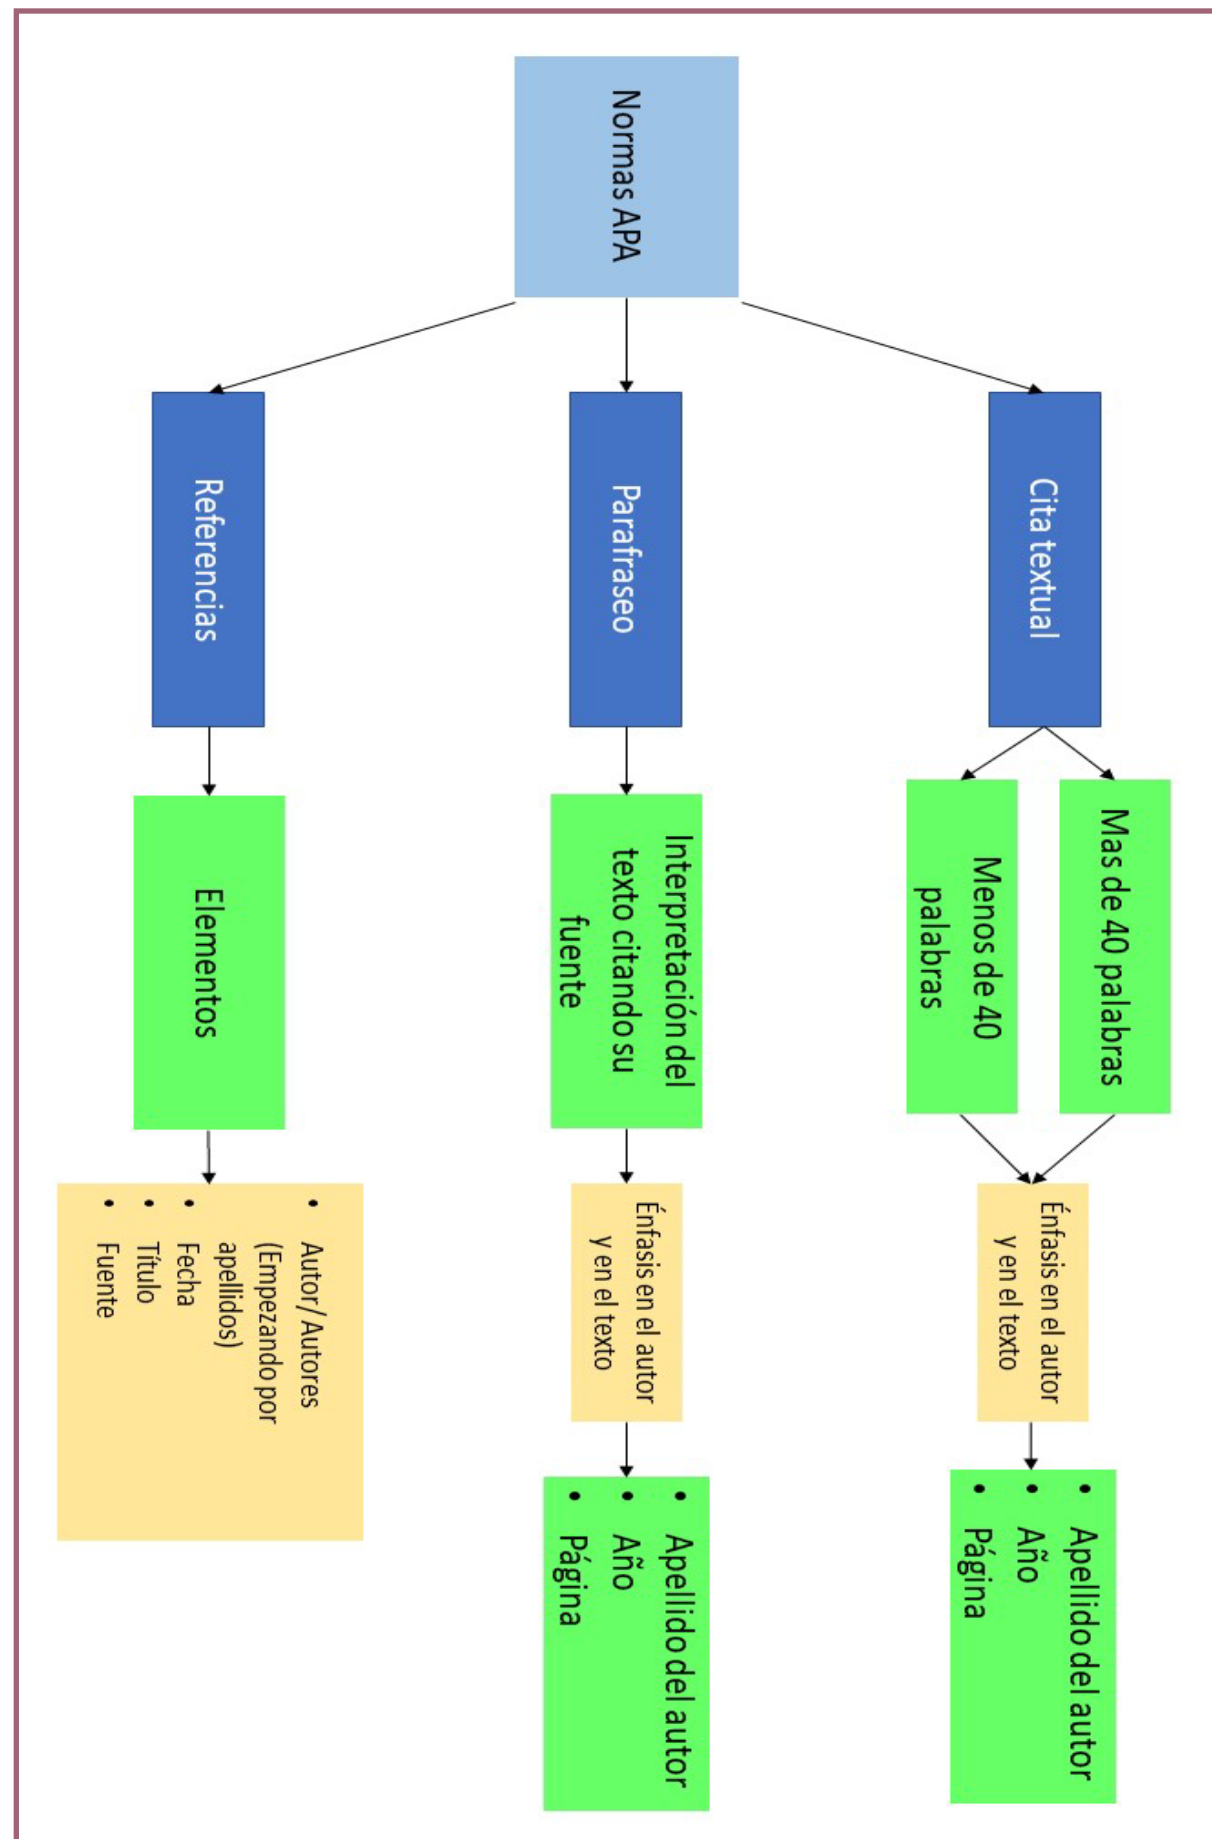 Normas APA
Cita textual
Mas de 40 palabras
Menos de 40
palabras
Énfasis en el autor
y en el texto
• Apellido del autor
• Año
• Página
Parafraseo
Interpretación del
texto citando su
fuente
Énfasis en el autor
y en el texto
• Apellido del autor
• Año
• Página
Referencias
Elementos
• Autor/Autores
(Empezando por
apellidos)
• Fecha
• Título
• Fuente